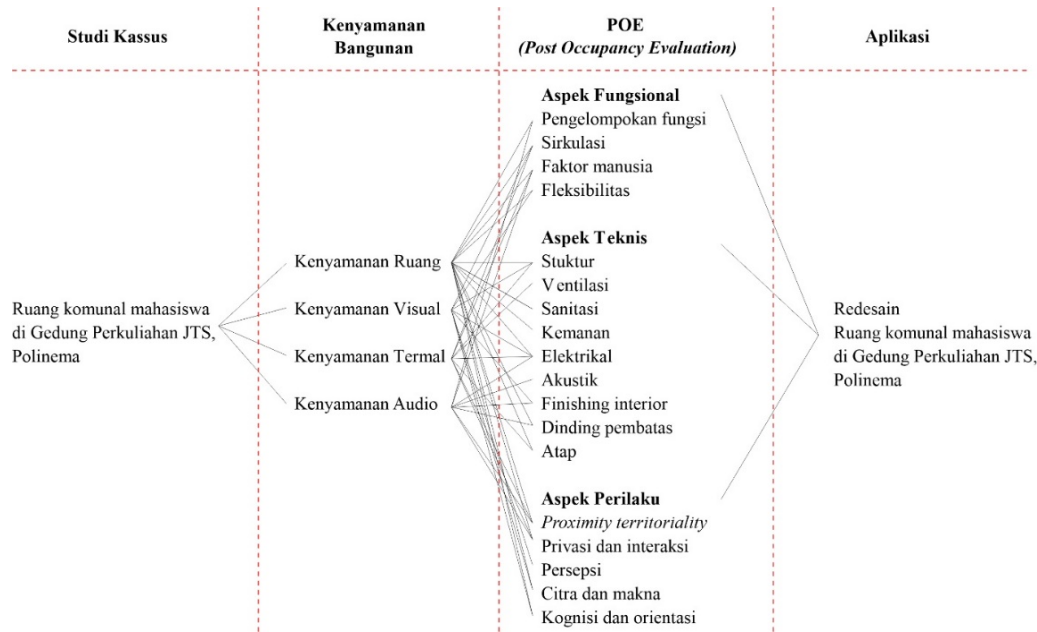 Studi Kassus
Kenyamanan
Bangunan
POE
(Post Occupancy Evaluation)
Aplikasi
Ruang komunal mahasiswa
di Gedung Perkuliahan JTS,
Polinema
Kenyamanan Ruang
Kenyamanan Visual
Kenyamanan Termal
Kenyamanan Audio
Aspek Fungsional
Pengelompokan fungsi
Sirkulasi
Faktor manusia
Fleksibilitas
Aspek Teknis
Stuktur
Ventilasi
Sanitasi
Kemanan
Elektrikal
Akustik
Finishing interior
Dinding pembatas
Atap
Aspek Perilaku
Proximity territoriality
Privasi dan interaksi
Persepsi
Citra dan makna
Kognisi dan orientasi
Redesain
Ruang komunal mahasiswa
di Gedung Perkuliahan JTS,
Polinema